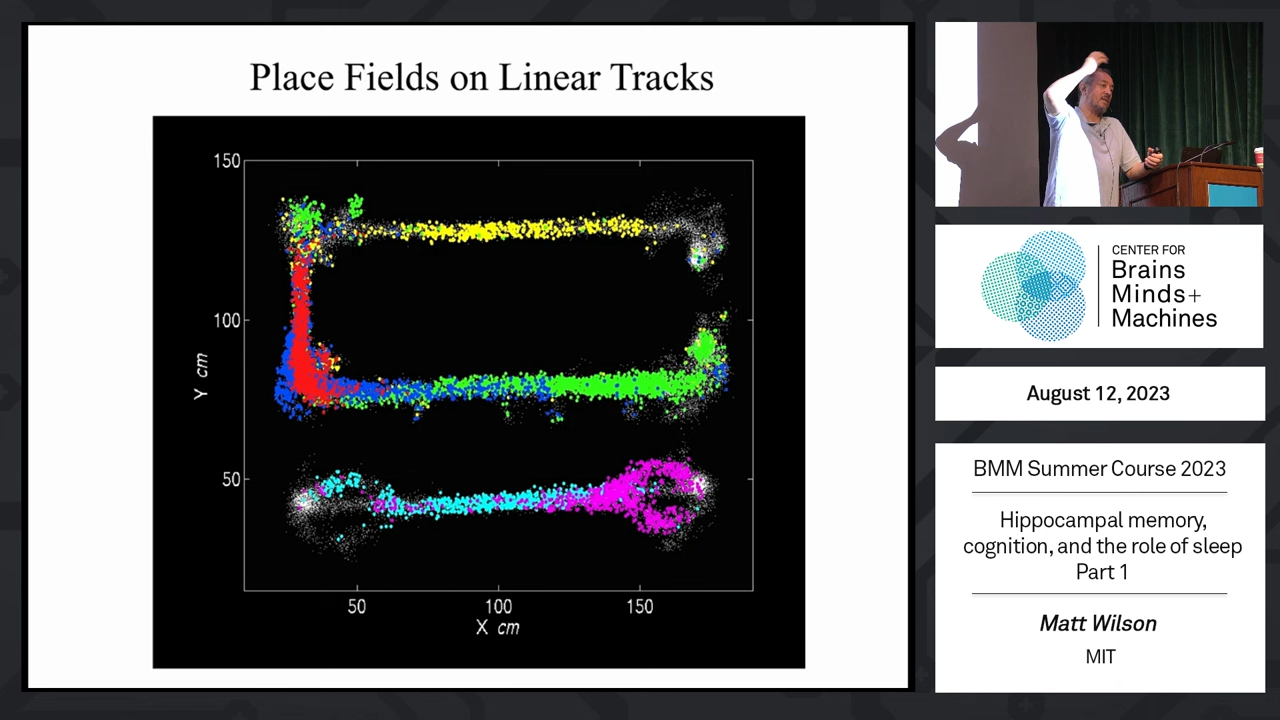 Place Fields on Linear Tracks
150
100
50
Y cm
50 100 150
X cm
CENTER FOR
Brains
Minds+
Machines
August 12, 2023
BMM Summer Course 2023
Hippocampal memory,
cognition, and the role of sleep
Part 1
Matt Wilson
MIT